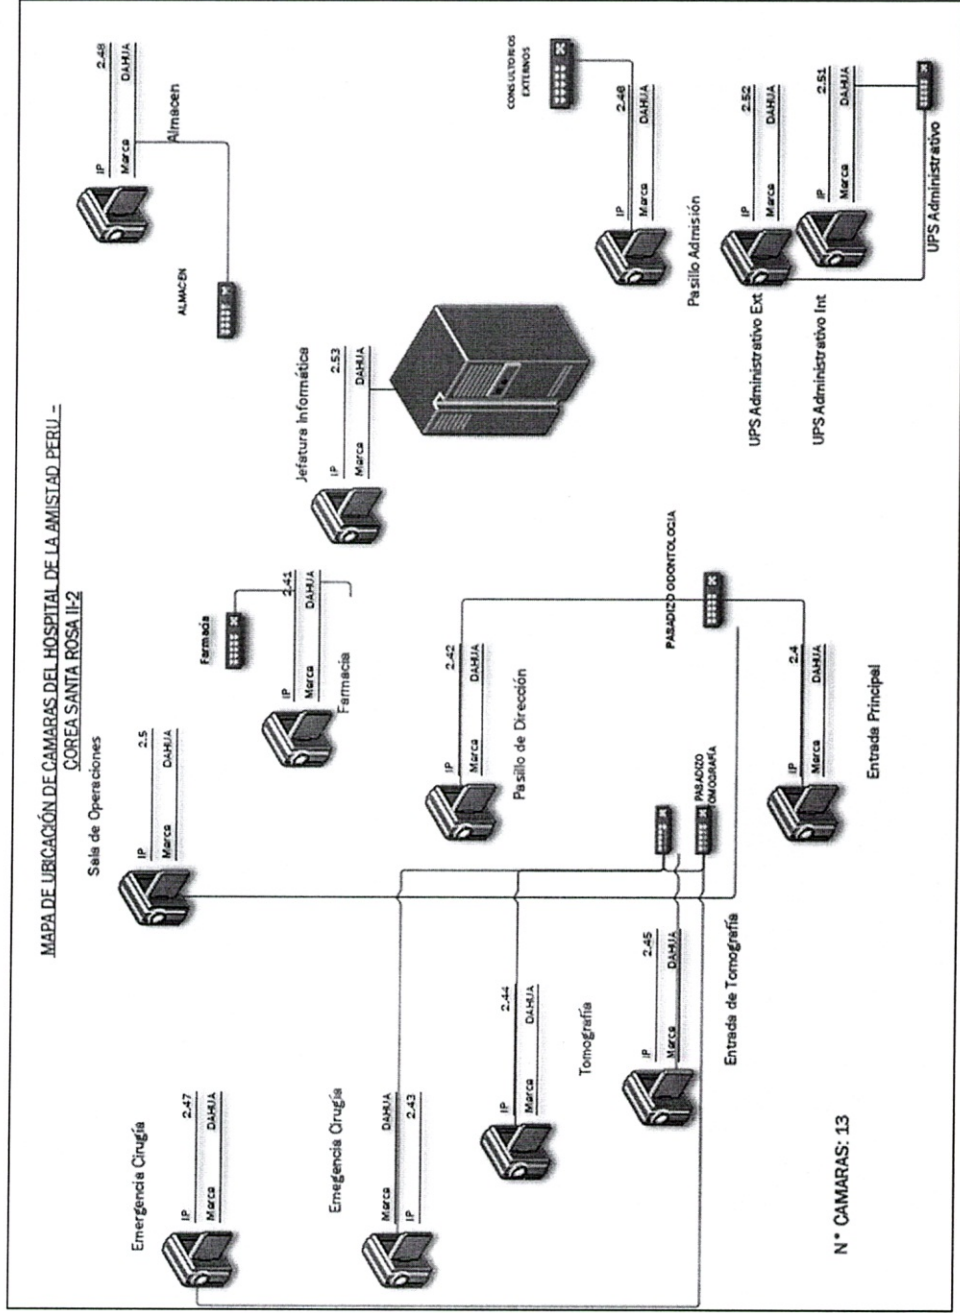 MAPA DE UBICACIÓN DE CAMARAS DEL HOSPITAL DE LA AMISTAD PERU –
COREA SANTA ROSA II-2
Emergencia Cirugía
IP 2.47
Marca DAHUA
Emegencia Cirugía
Marca DAHUA
IP 2.43
IP 2.44
Marca DAHUA
Tomografía
IP 2.45
Marca DAHUA
Entrada de Tomografía
Sala de Operaciones
IP 2.5
Marca DAHUA
Farmacia
IP 2.41
Marca DAHUA
Farmacia
IP 2.42
Marca DAHUA
Pasillo de Dirección
PASADIZO
TOMOGRAFÍA
PASADIZO ODONTOLOGIA
IP 2.4
Marca DAHUA
Entrada Principal
Jefatura Informática
IP 2.53
Marca DAHUA
IP 2.48
Marca DAHUA
Almacen
ALMACEN
CONSULTORIOS
EXTERNOS
IP 2.46
Marca DAHUA
Pasillo Admisión
IP 2.52
Marca DAHUA
UPS Administrativo Ext
IP 2.51
Marca DAHUA
UPS Administrativo Int
UPS Administrativo
N° CAMARAS: 13